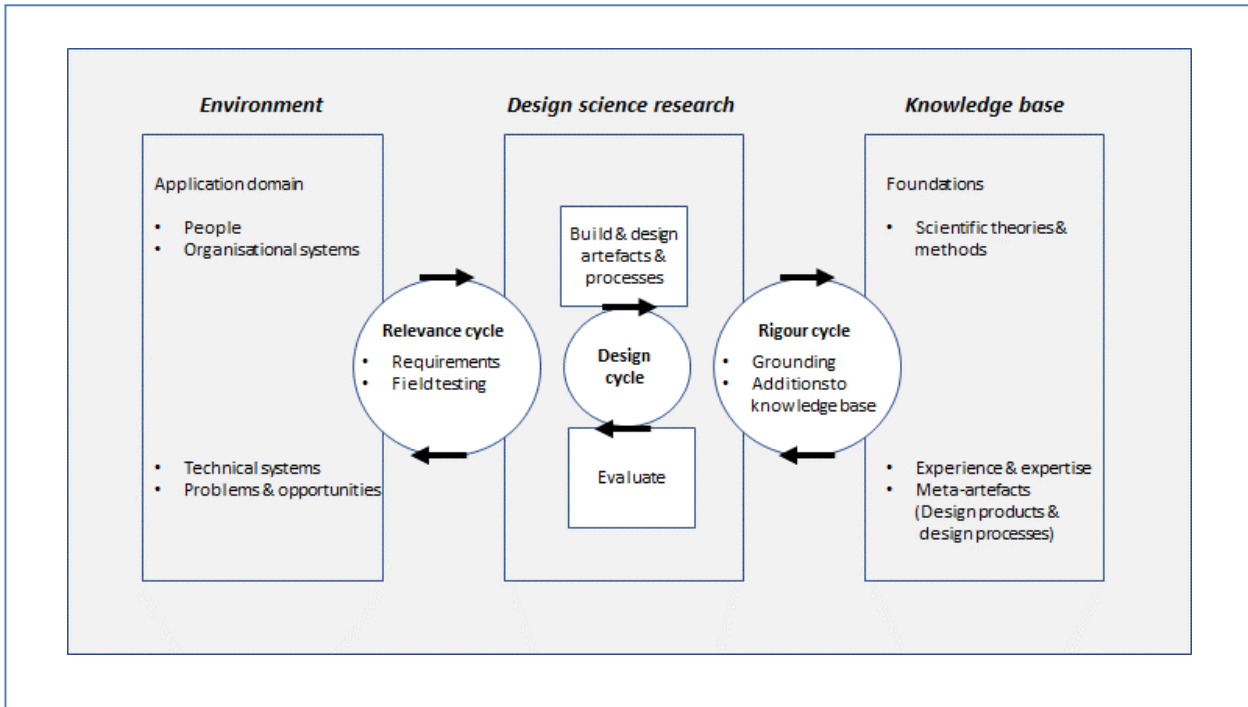 Environment
Design science research
Knowledge base
Application domain
• People
• Organisational systems
• Technical systems
• Problems & opportunities
Relevance cycle
• Requirements
• Field testing
Build & design
artefacts &
processes
Design
cycle
Evaluate
Rigour cycle
• Grounding
• Additions to
knowledge base
Foundations
• Scientific theories &
methods
• Experience & expertise
• Meta-artefacts
(Design products &
design processes)